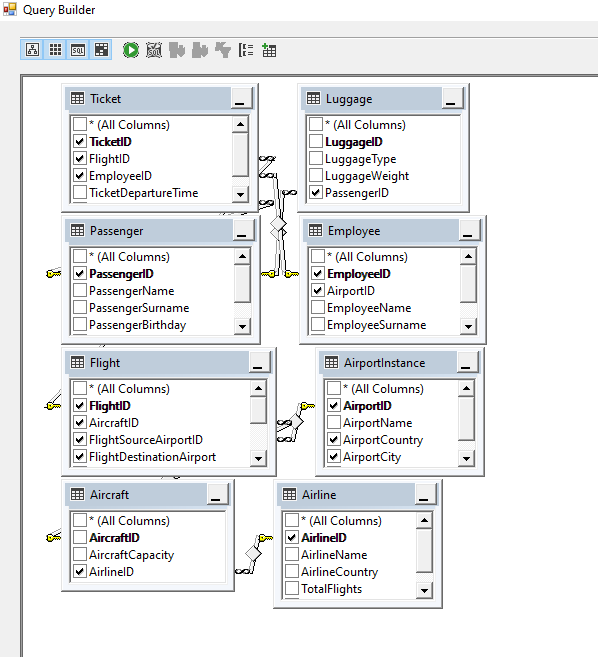 Query Builder
SQL
SQL
Ticket
* (All Columns)
TicketID
FlightID
EmployeeID
TicketDepartureTime
Luggage
* (All Columns)
LuggageID
LuggageType
LuggageWeight
PassengerID
Passenger
* (All Columns)
PassengerID
PassengerName
PassengerSurname
PassengerBirthday
Employee
* (All Columns)
EmployeeID
AirportID
EmployeeName
EmployeeSurname
Flight
* (All Columns)
FlightID
AircraftID
FlightSourceAirportID
FlightDestinationAirport
AirportInstance
* (All Columns)
AirportID
AirportName
AirportCountry
AirportCity
Aircraft
* (All Columns)
AircraftID
AircraftCapacity
AirlineID
Airline
* (All Columns)
AirlineID
AirlineName
AirlineCountry
TotalFlights